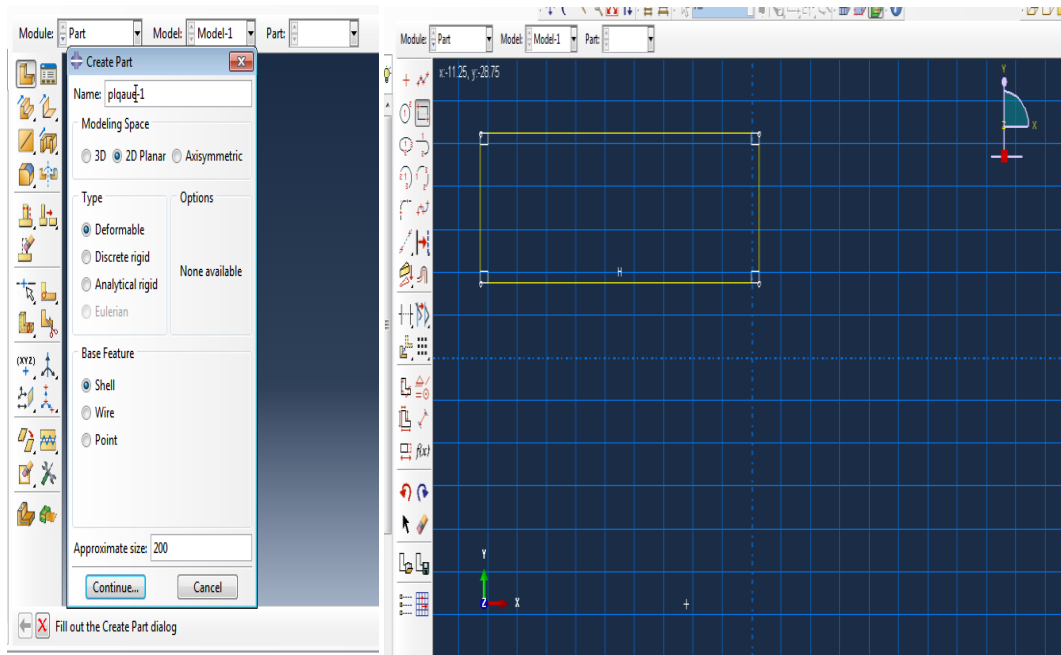 Module: Part Model: Model-1 Part:
Create Part
Name: plqaue-1
Modeling Space
3D 2D Planar Axisymmetric
Type
Options
Deformable
Discrete rigid
Analytical rigid
Eulerian
None available
Base Feature
Shell
Wire
Point
Approximate size: 200
Continue...
Cancel
Fill out the Create Part dialog
(XYZ)
Module: Part Model: Model-1 Part:
x:-11.25, y:-28.75
Y
X
H
f(x)
Y
Z X